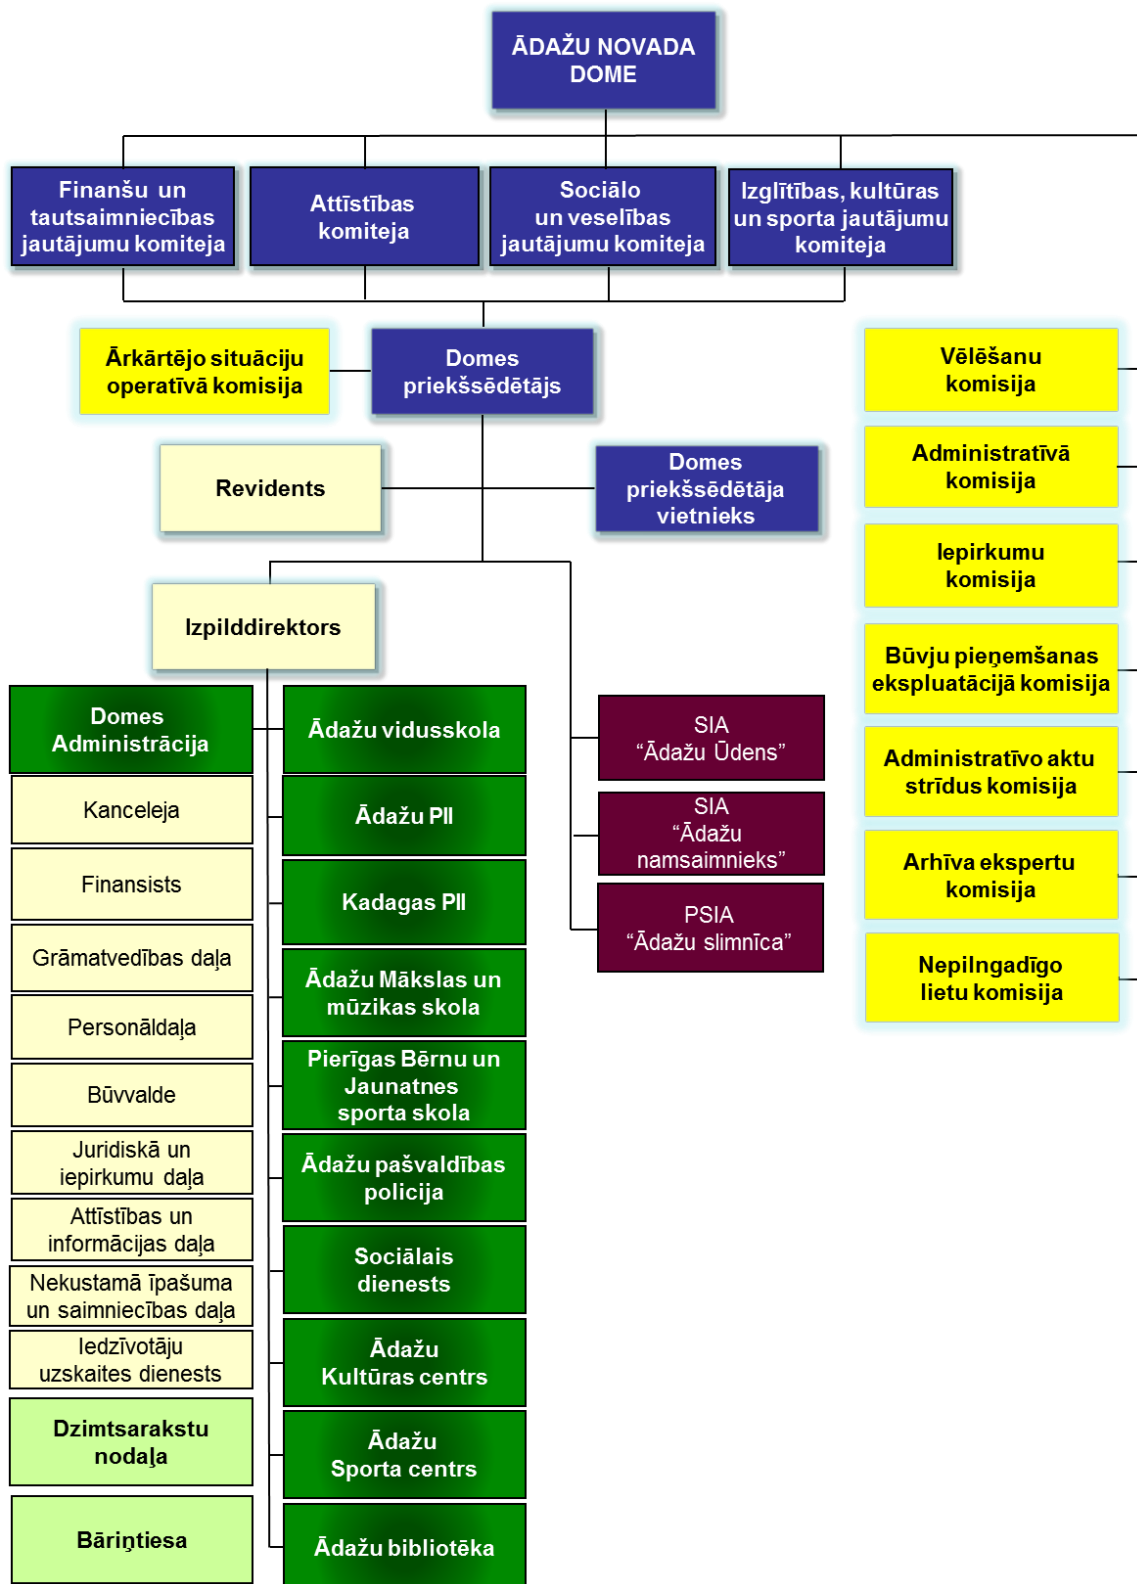 ĀDAŽU NOVADA
DOME
Finanšu un
tautsaimniecības
jautājumu komiteja
Attīstības
komiteja
Sociālo
un veselības
jautājumu komiteja
Izglītības, kultūras
un sporta jautājumu
komiteja
Ārkārtējo situāciju
operatīvā komisija
Domes
priekšsēdētājs
Revidents
Domes
priekšsēdētāja
vietnieks
Izpilddirektors
Domes
Administrācija
Kanceleja
Finansists
Grāmatvedības daļa
Personāldaļa
Būvvalde
Juridiskā un
iepirkumu daļa
Attīstības un
informācijas daļa
Nekustamā īpašuma
un saimniecības daļa
Iedzīvotāju
uzskaites dienests
Dzimtsarakstu
nodaļa
Bāriņtiesa
Ādažu vidusskola
Ādažu PII
Kadagas PII
Ādažu Mākslas un
mūzikas skola
Pierīgas Bērnu un
Jaunatnes
sporta skola
Ādažu pašvaldības
policija
Sociālais
dienests
Ādažu
Kultūras centrs
Ādažu
Sporta centrs
Ādažu bibliotēka
SIA
“Ādažu Ūdens”
SIA
“Ādažu
namsaimnieks”
PSIA
“Ādažu slimnīca”
Vēlēšanu
komisija
Administratīvā
komisija
Iepirkumu
komisija
Būvju pieņemšanas
ekspluatācijā komisija
Administratīvo aktu
strīdus komisija
Arhīva ekspertu
komisija
Nepilngadīgo
lietu komisija